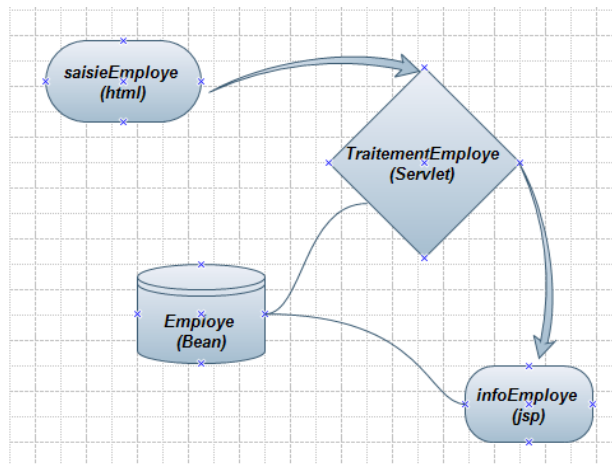 saisieEmploye
(html)
TraitementEmploye
(Servlet)
Employe
(Bean)
infoEmploye
(jsp)